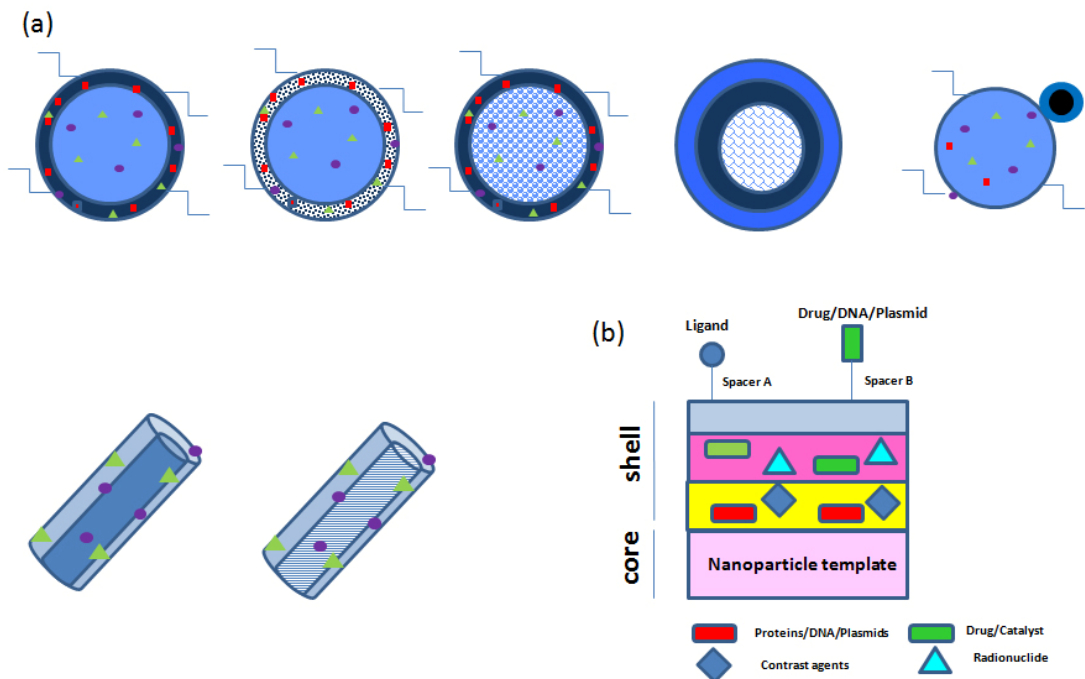 (a)
(b)
Drug/DNA/Plasmid
Ligand
Spacer A
Spacer B
shell
core
Nanoparticle template
Proteins/DNA/Plasmids
Drug/Catalyst
Contrast agents
Radionuclide